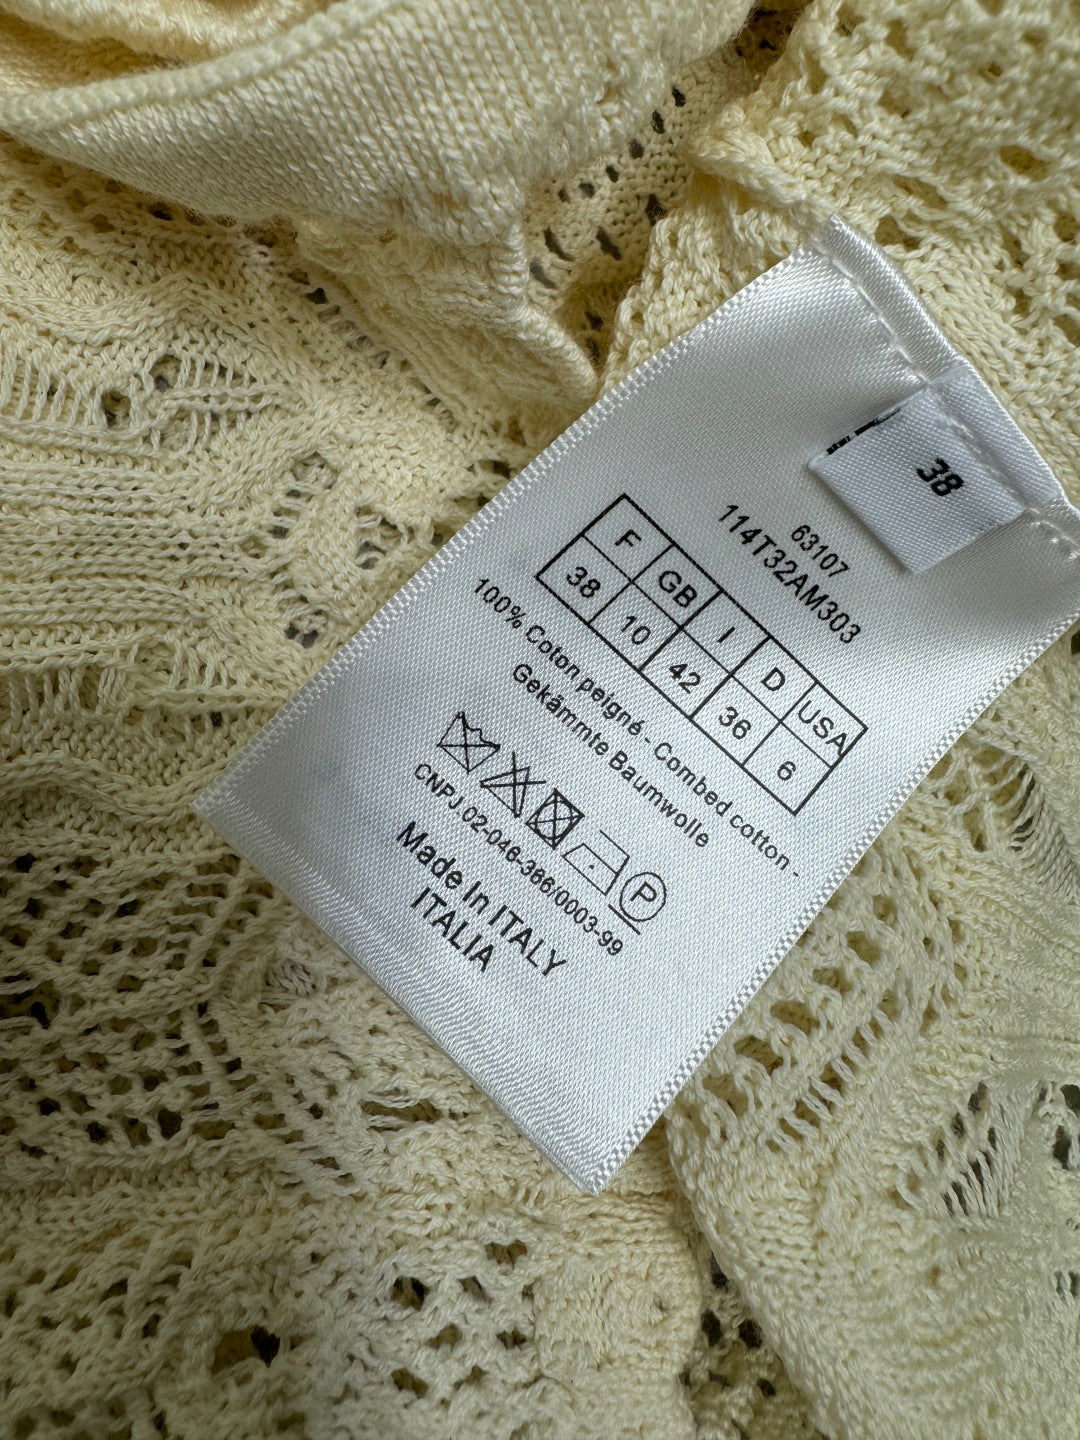 38
63107
114T32AM303
F GB I D USA
38 10 42 36 6
100% Coton peigné - Combed cotton -
Gekämmte Baumwolle
P
CNPJ 02-046-366/0003-99
Made In ITALY
ITALIA